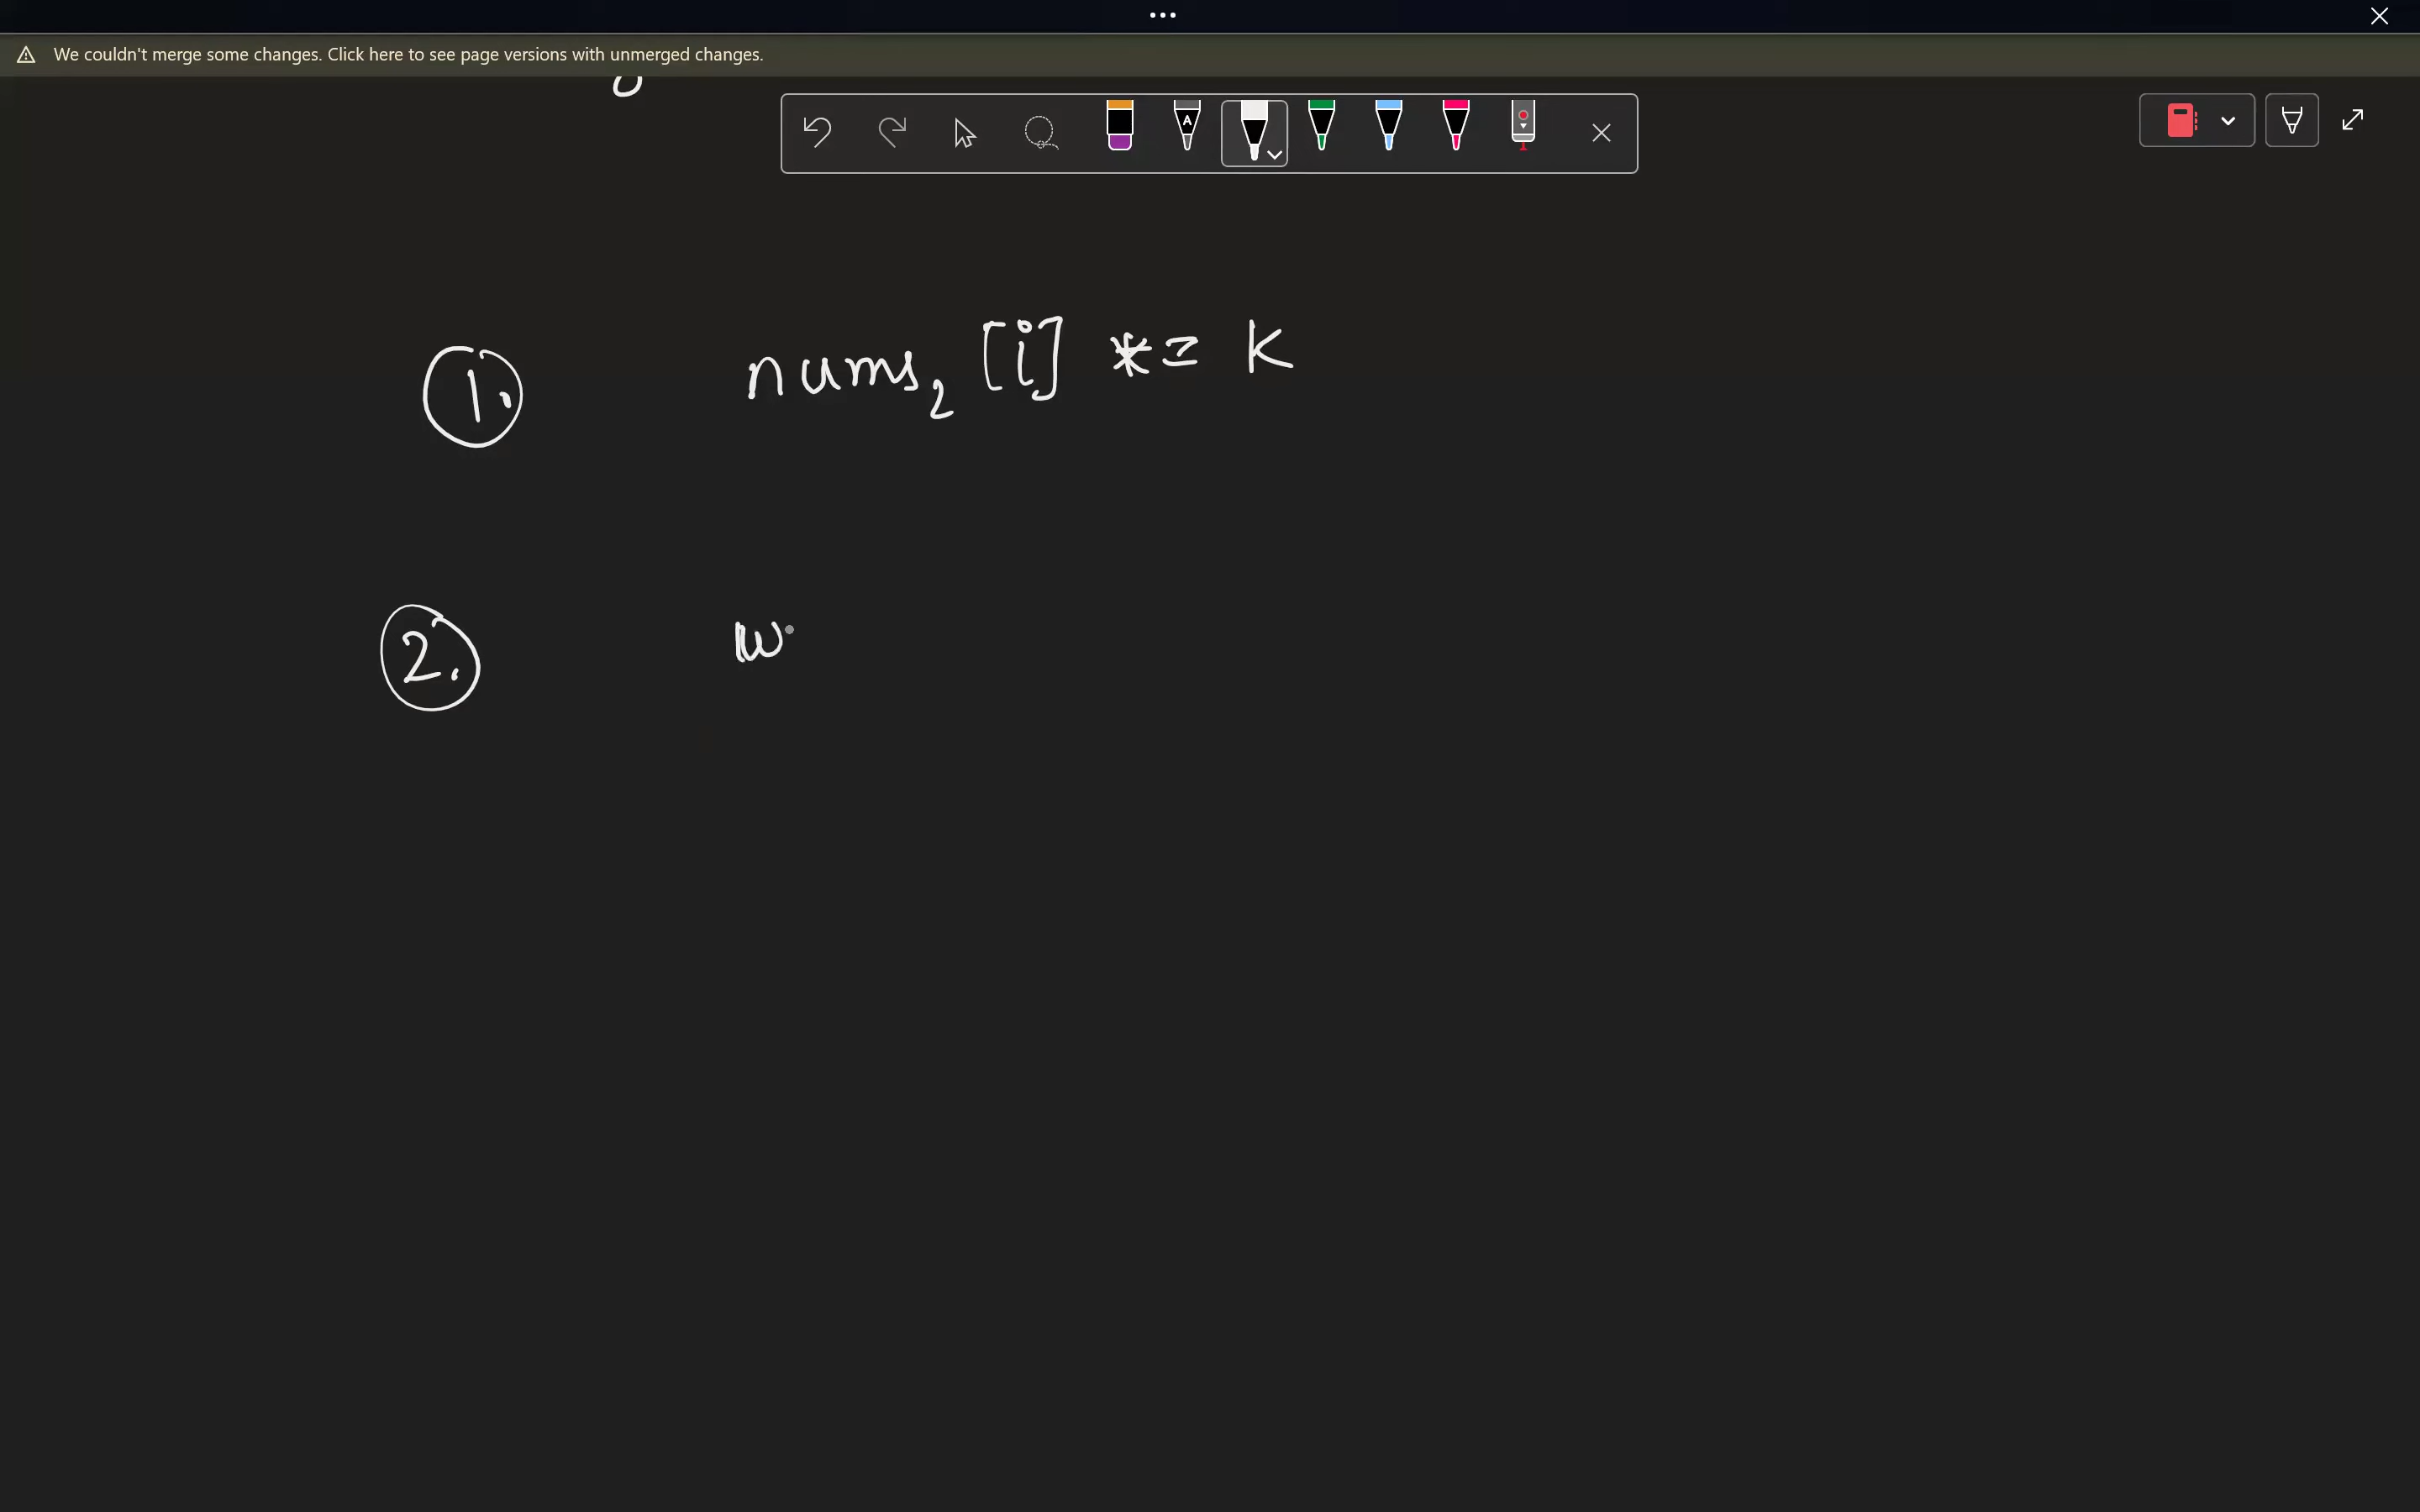 We couldn't merge some changes. Click here to see page versions with unmerged changes.
A
1. nums₂ [i] *= K
2. w